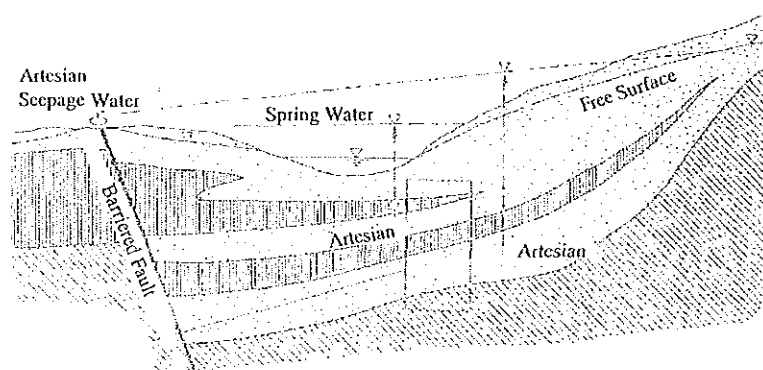 Artesian
Seepage Water
Spring Water
Free Surface
Barriered Fault
Artesian
Artesian